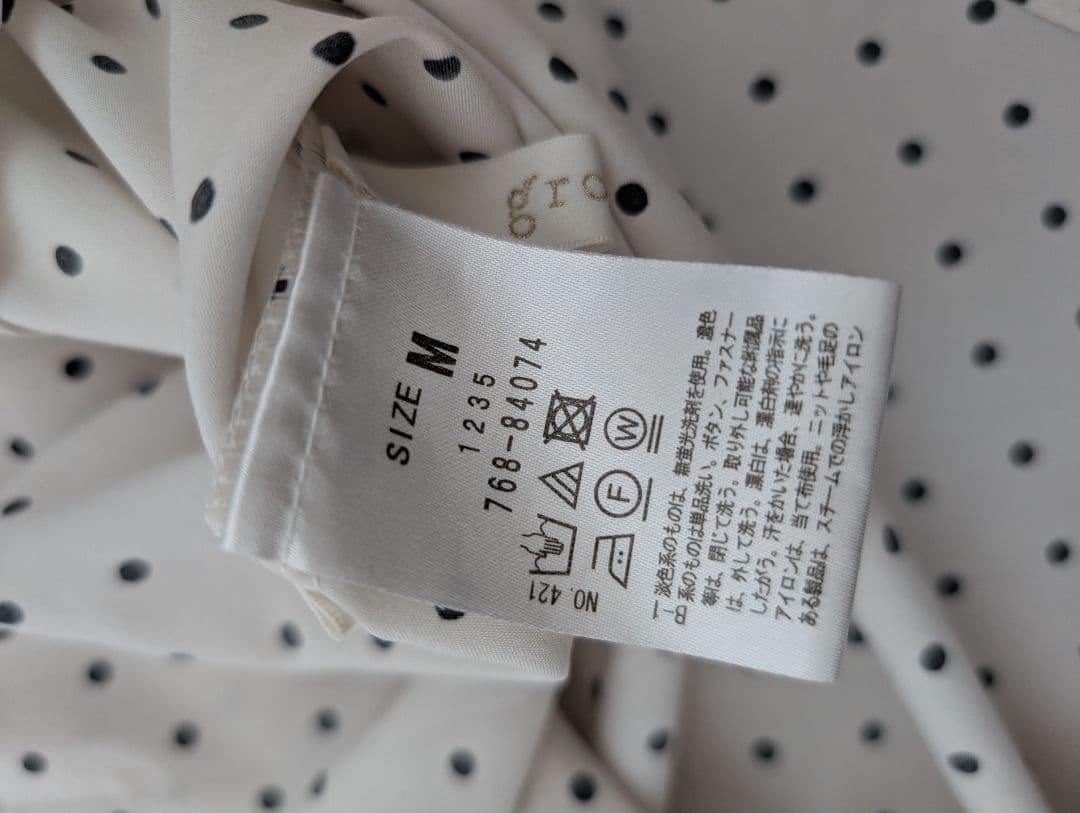 gro
SIZE M
1235
768-84074
NO. 421
W
F
一淡色系のものは、無蛍光洗剤を使用。濃色
系のものは単品洗い。ボタン、ファスナー
等は、閉じて洗う。取り外し可能な附属品
は、外して洗う。漂白は、漂白剤の指示に
したがう。汗をかいた場合、速やかに洗う。
アイロンは、当て布使用。ニットや毛足の
ある製品は、スチームでの浮かしアイロン